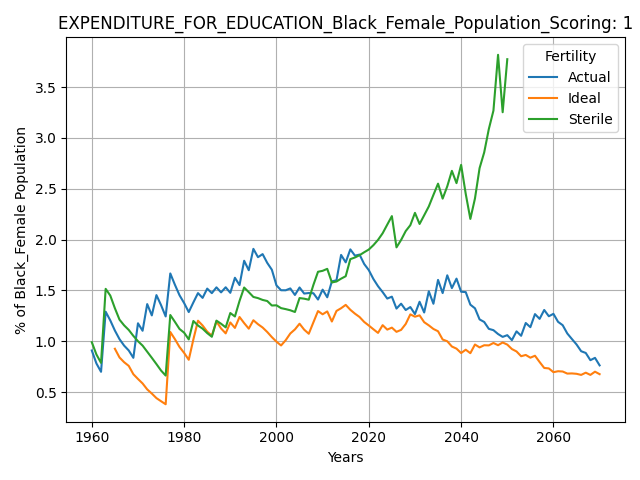 EXPENDITURE_FOR_EDUCATION_Black_Female_Population_Scoring: 1
Fertility
Actual
Ideal
Sterile
3.5
3.0
2.5
2.0
1.5
1.0
0.5
% of Black_Female Population
1960
1980
2000
2020
2040
2060
Years